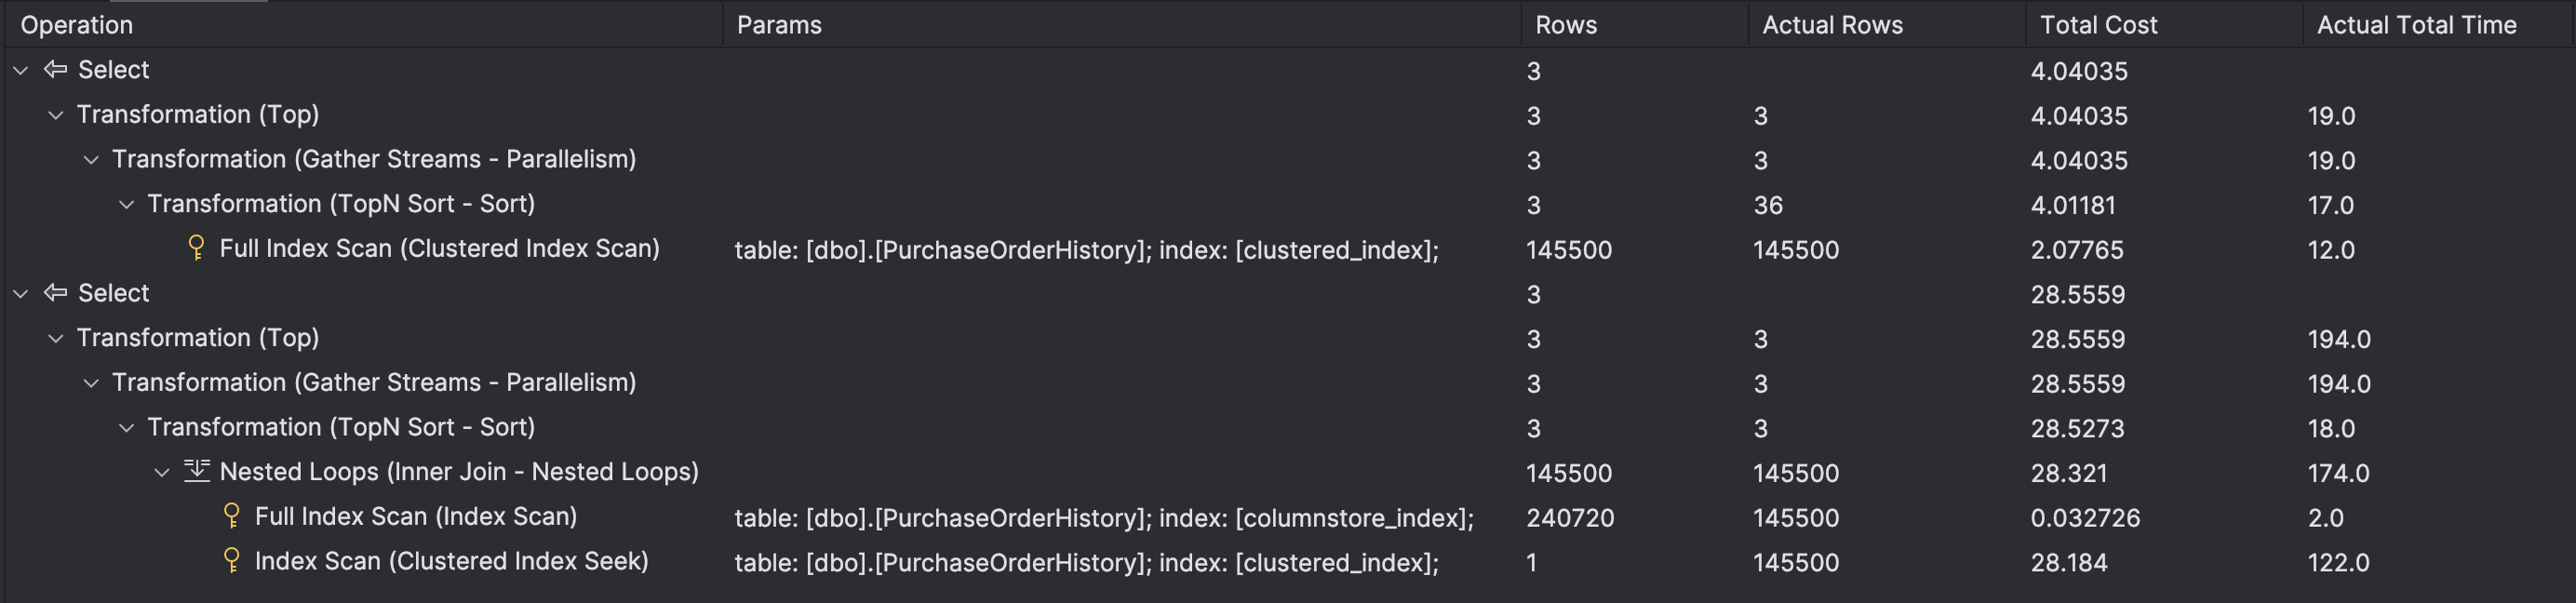 Operation Params Rows Actual Rows Total Cost Actual Total Time
Select 3 4.04035
Transformation (Top) 3 3 4.04035 19.0
Transformation (Gather Streams - Parallelism) 3 3 4.04035 19.0
Transformation (TopN Sort - Sort) 3 36 4.01181 17.0
Full Index Scan (Clustered Index Scan) table: [dbo].[PurchaseOrderHistory]; index: [clustered_index]; 145500 145500 2.07765 12.0
Select 3 28.5559
Transformation (Top) 3 3 28.5559 194.0
Transformation (Gather Streams - Parallelism) 3 3 28.5559 194.0
Transformation (TopN Sort - Sort) 3 3 28.5273 18.0
Nested Loops (Inner Join - Nested Loops) 145500 145500 28.321 174.0
Full Index Scan (Index Scan) table: [dbo].[PurchaseOrderHistory]; index: [columnstore_index]; 240720 145500 0.032726 2.0
Index Scan (Clustered Index Seek) table: [dbo].[PurchaseOrderHistory]; index: [clustered_index]; 1 145500 28.184 122.0